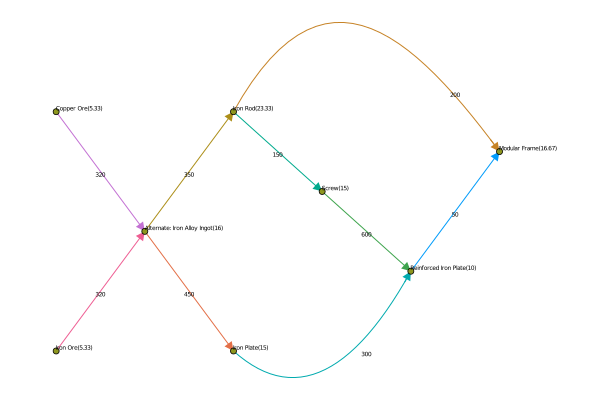 200
Copper Ore(5.33)
Iron Rod(23.33)
Modular Frame(16.67)
150
320
350
Screw(15)
50
Alternate: Iron Alloy Ingot(16)
600
Reinforced Iron Plate(10)
320
450
Iron Ore(5.33)
Iron Plate(15)
300